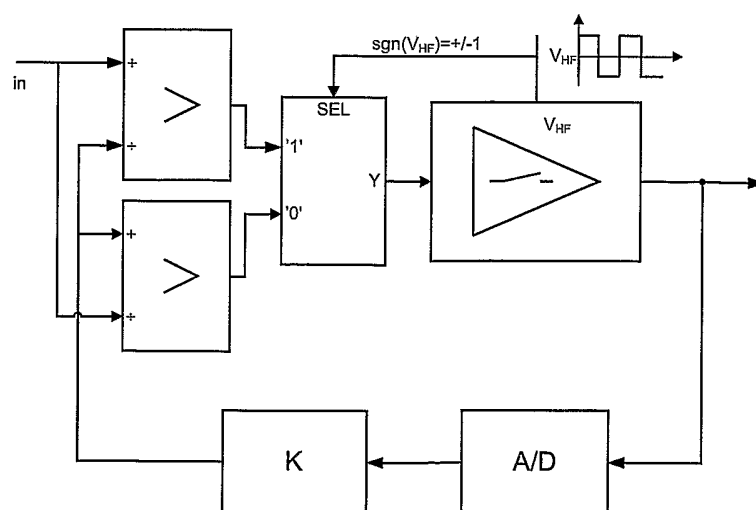 sgn(V_HF)=+/-1
V_HF
in
÷
>
÷
SEL
'1'
Y
'0'
V_HF
÷
>
÷
K
A/D